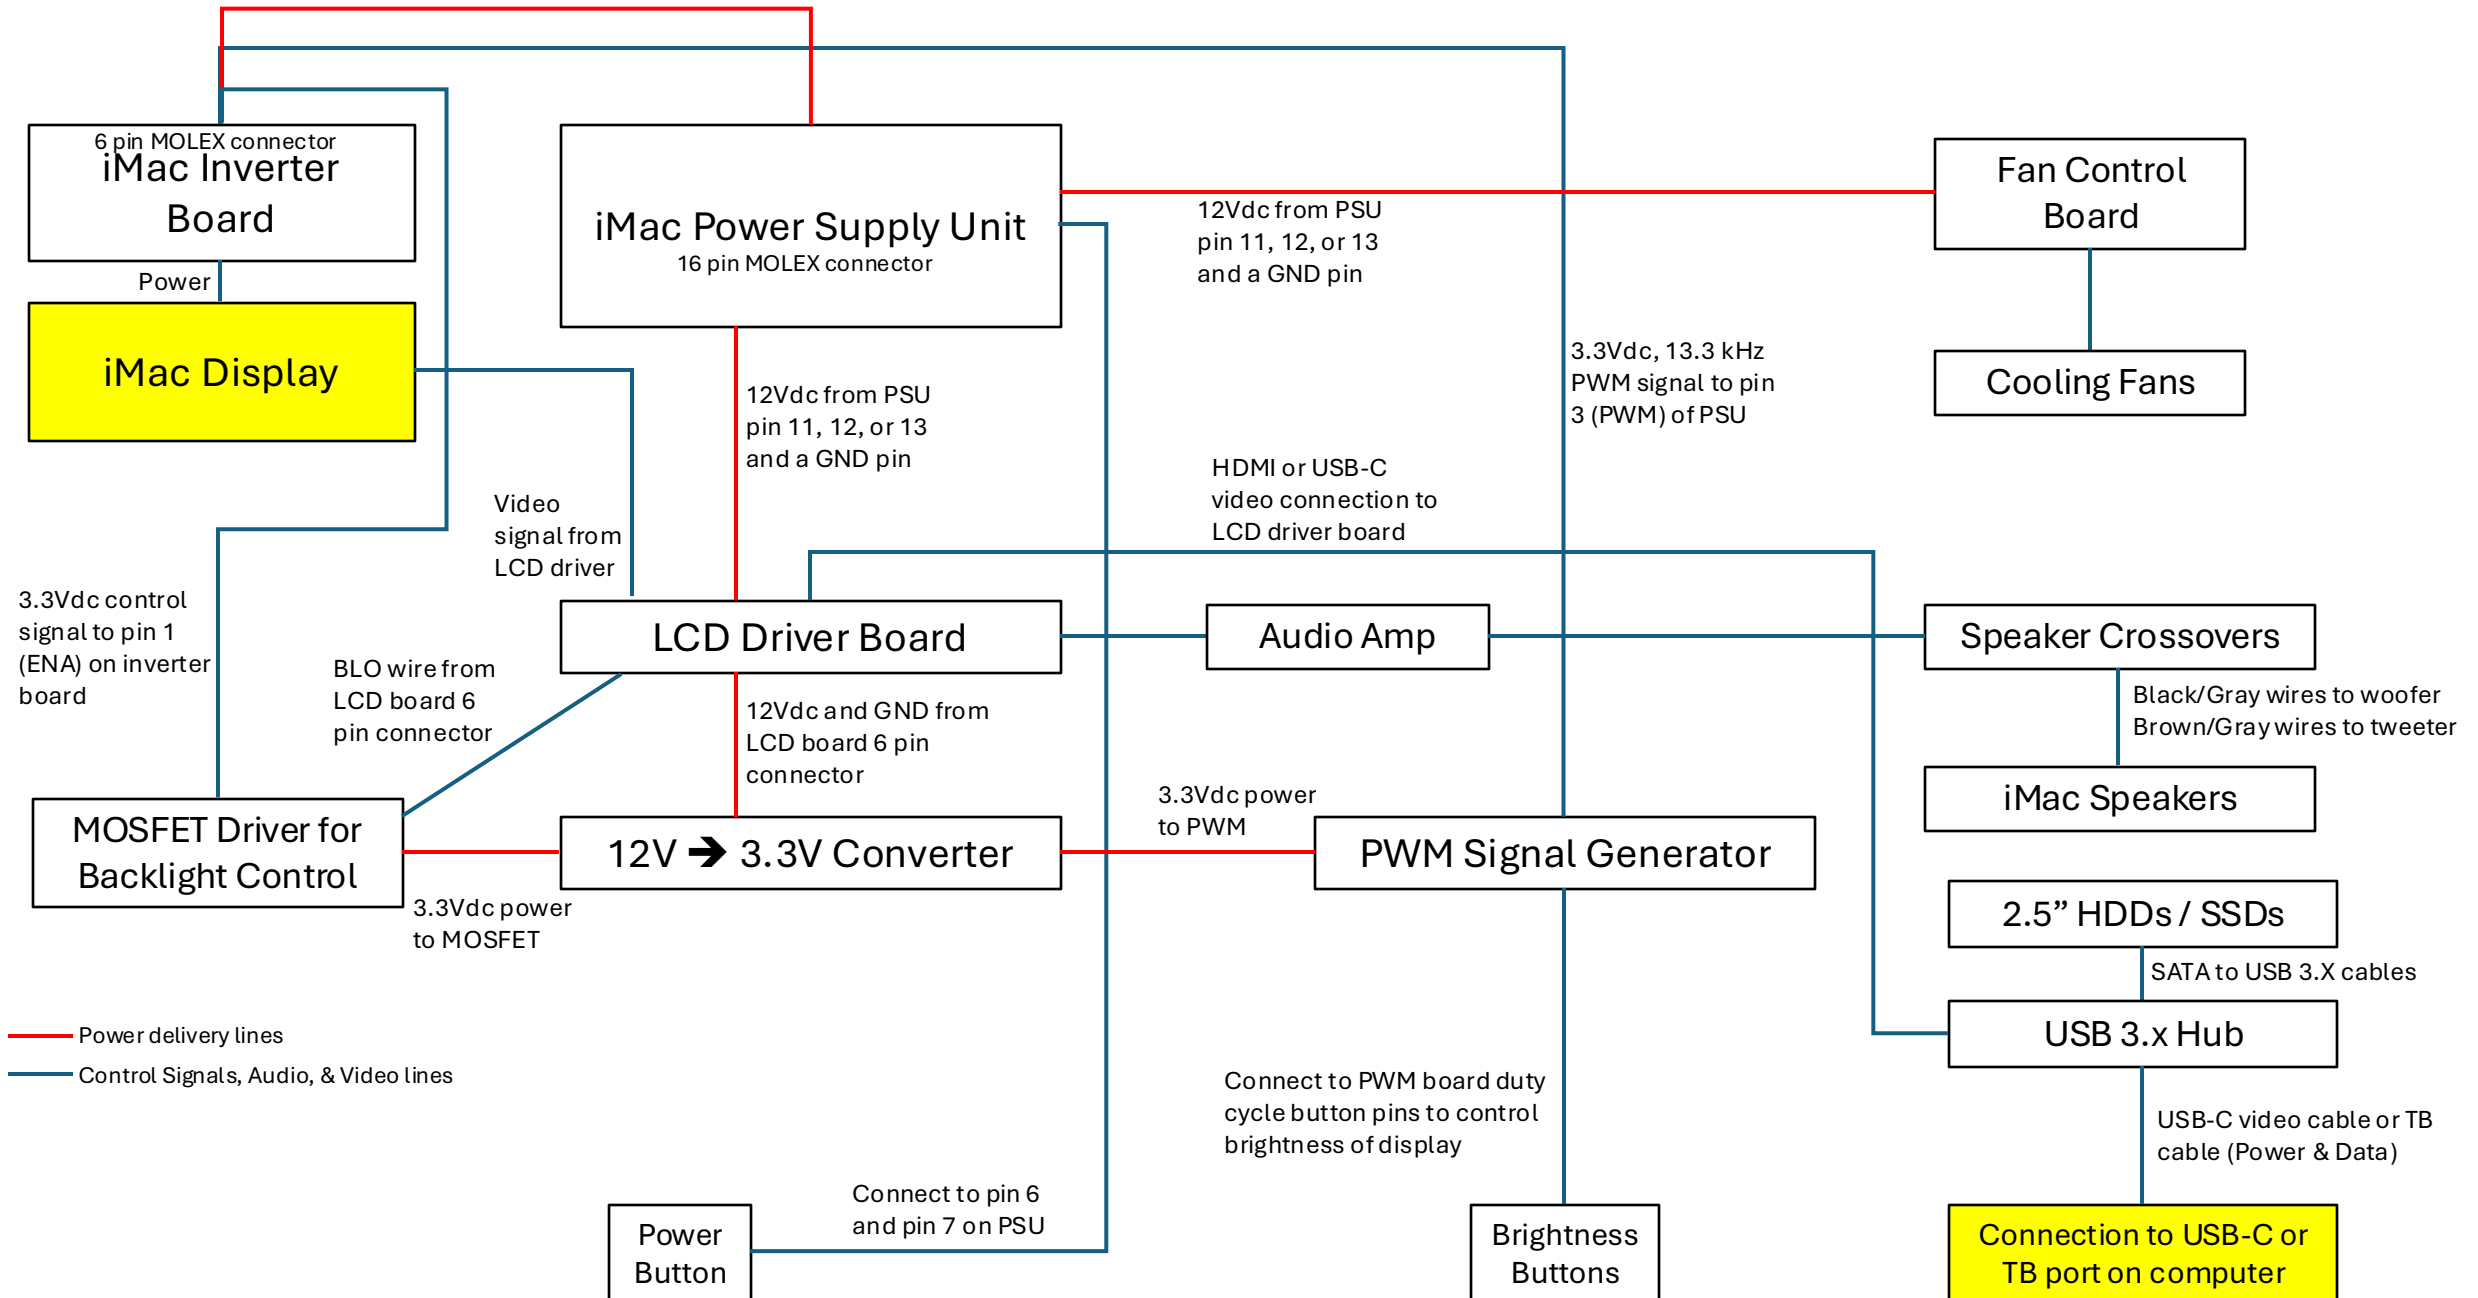 6 pin MOLEX connector
iMac Inverter
Board
Power
iMac Display
iMac Power Supply Unit
16 pin MOLEX connector
12Vdc from PSU
pin 11, 12, or 13
and a GND pin
Fan Control
Board
Cooling Fans
3.3Vdc, 13.3 kHz
PWM signal to pin
3 (PWM) of PSU
12Vdc from PSU
pin 11, 12, or 13
and a GND pin
HDMI or USB-C
video connection to
LCD driver board
Video
signal from
LCD driver
3.3Vdc control
signal to pin 1
(ENA) on inverter
board
BLO wire from
LCD board 6
pin connector
LCD Driver Board
Audio Amp
Speaker Crossovers
Black/Gray wires to woofer
Brown/Gray wires to tweeter
iMac Speakers
12Vdc and GND from
LCD board 6 pin
connector
MOSFET Driver for
Backlight Control
3.3Vdc power
to MOSFET
12V ➔ 3.3V Converter
3.3Vdc power
to PWM
PWM Signal Generator
2.5” HDDs / SSDs
SATA to USB 3.X cables
USB 3.x Hub
Power delivery lines
Control Signals, Audio, & Video lines
Connect to PWM board duty
cycle button pins to control
brightness of display
USB-C video cable or TB
cable (Power & Data)
Connect to pin 6
and pin 7 on PSU
Power
Button
Brightness
Buttons
Connection to USB-C or
TB port on computer